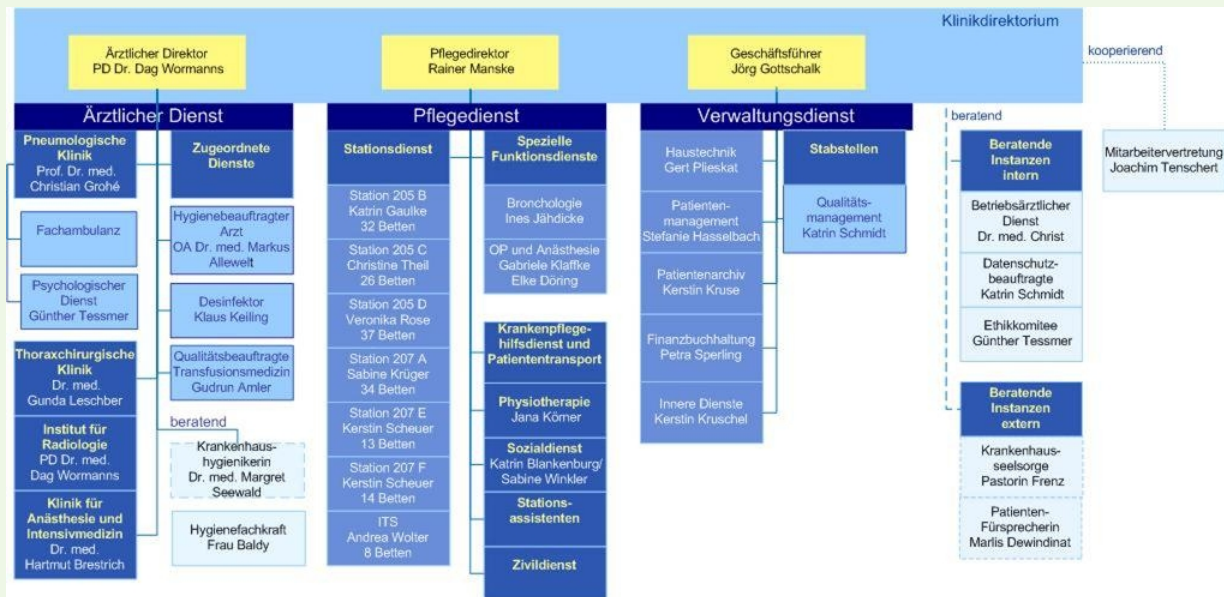 Klinikdirektorium
Ärztlicher Direktor
PD Dr. Dag Wormanns
Pflegedirektor
Rainer Manske
Geschäftsführer
Jörg Gottschalk
kooperierend
Mitarbeitervertretung
Joachim Tenschert
Ärztlicher Dienst
Pneumologische
Klinik
Prof. Dr. med.
Christian Grohé
Fachambulanz
Psychologischer
Dienst
Günther Tessmer
Thoraxchirurgische
Klinik
Dr. med.
Gunda Leschber
Institut für
Radiologie
PD Dr. med.
Dag Wormanns
Klinik für
Anästhesie und
Intensivmedizin
Dr. med.
Hartmut Brestrich
Zugeordnete
Dienste
Hygienebeauftragter
Arzt
OA Dr. med. Markus
Allewelt
Desinfektor
Klaus Keiling
Qualitätsbeauftragte
Transfusionsmedizin
Gudrun Amler
beratend
Krankenhaus-
hygienikerin
Dr. med. Margret
Seewald
Hygienefachkraft
Frau Baldy
Pflegedienst
Stationsdienst
Station 205 B
Katrin Gaulke
32 Betten
Station 205 C
Christine Theil
26 Betten
Station 205 D
Veronika Rose
37 Betten
Station 207 A
Sabine Krüger
34 Betten
Station 207 E
Kerstin Scheuer
13 Betten
Station 207 F
Kerstin Scheuer
14 Betten
ITS
Andrea Wolter
8 Betten
Spezielle
Funktionsdienste
Bronchologie
Ines Jähdicke
OP und Anästhesie
Gabriele Klaffke
Elke Döring
Krankenpflege-
hilfsdienst und
Patiententransport
Physiotherapie
Jana Körner
Sozialdienst
Katrin Blankenburg/
Sabine Winkler
Stations-
assistenten
Zivildienst
Verwaltungsdienst
Haustechnik
Gert Plieskat
Patienten-
management
Stefanie Hasselbach
Patientenarchiv
Kerstin Kruse
Finanzbuchhaltung
Petra Sperling
Innere Dienste
Kerstin Kruschel
Stabstellen
Qualitäts-
management
Katrin Schmidt
beratend
Beratende
Instanzen
intern
Betriebsärztlicher
Dienst
Dr. med. Christ
Datenschutz-
beauftragte
Katrin Schmidt
Ethikkomitee
Günther Tessmer
Beratende
Instanzen
extern
Krankenhaus-
seelsorge
Pastorin Frenz
Patienten-
Fürsprecherin
Marlis Dewindinat